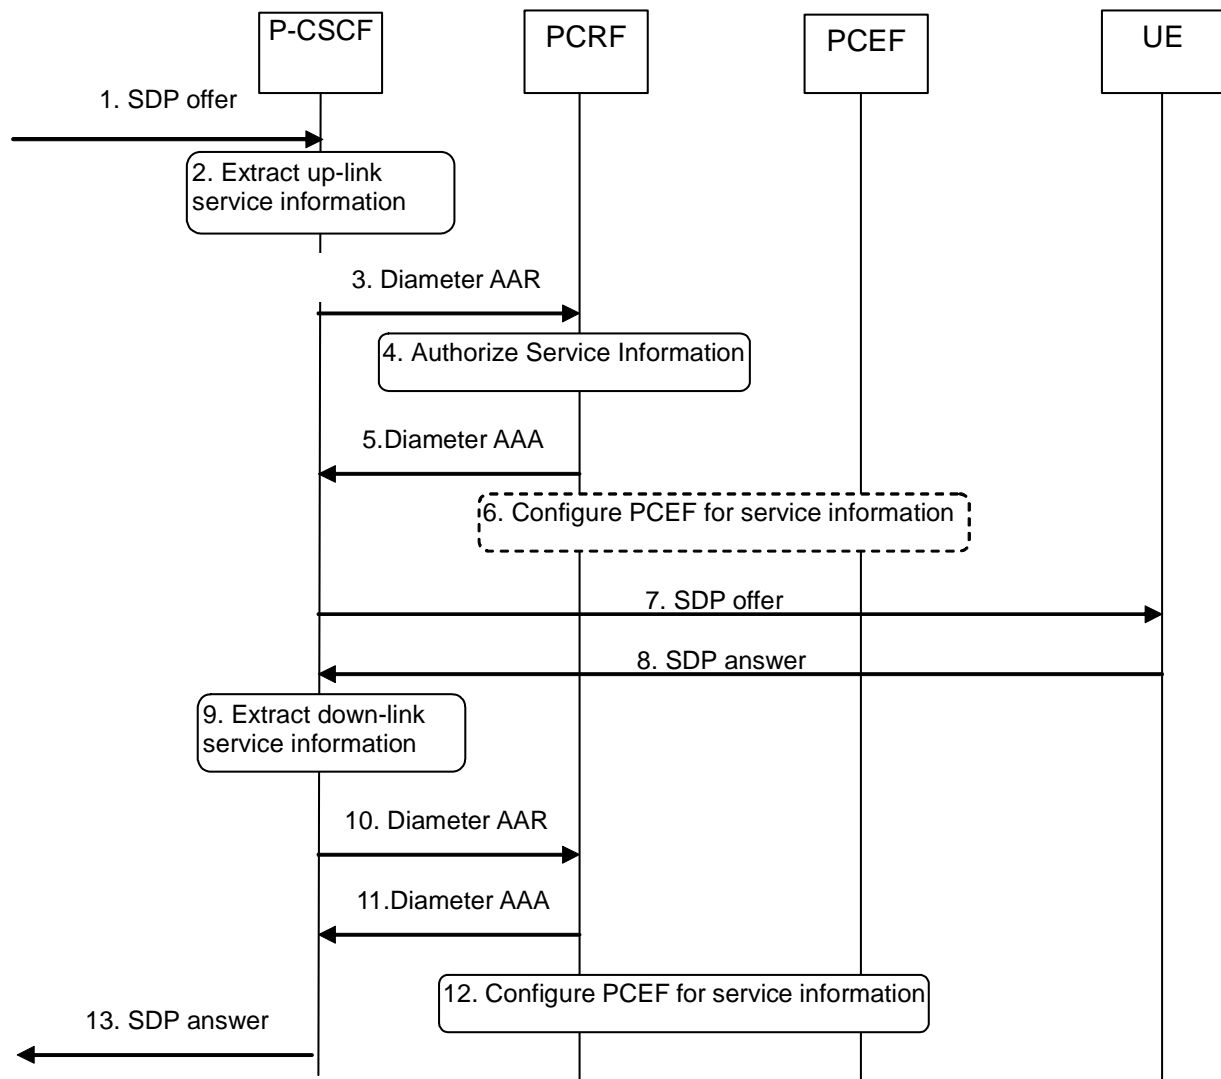 P-CSCF
PCRF
PCEF
UE
1. SDP offer
2. Extract up-link
service information
3. Diameter AAR
4. Authorize Service Information
5.Diameter AAA
6. Configure PCEF for service information
7. SDP offer
8. SDP answer
9. Extract down-link
service information
10. Diameter AAR
11.Diameter AAA
12. Configure PCEF for service information
13. SDP answer